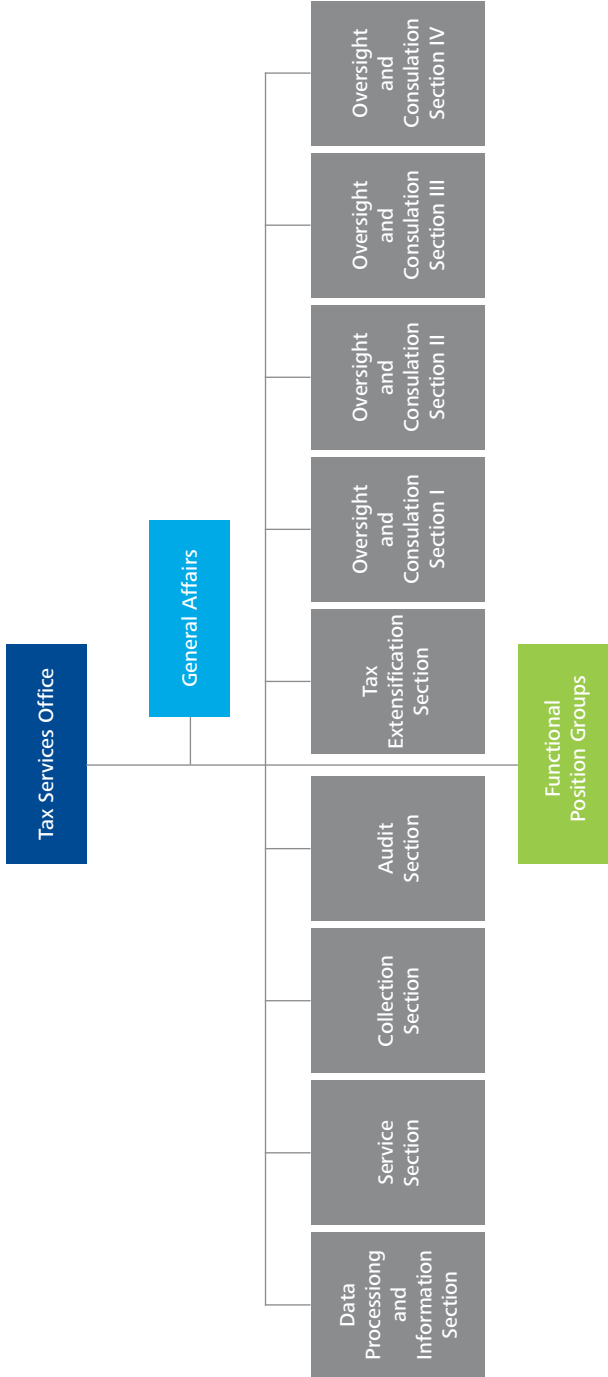 Tax Services Office
General Affairs
Data
Processiong
and
Information
Section
Service
Section
Collection
Section
Audit
Section
Tax
Extensification
Section
Oversight
and
Consulation
Section I
Oversight
and
Consulation
Section II
Oversight
and
Consulation
Section III
Oversight
and
Consulation
Section IV
Functional
Position Groups